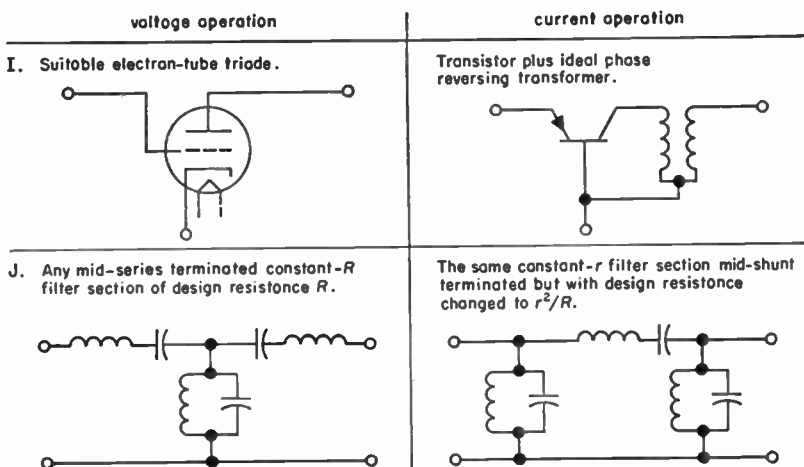 voltage operation
current operation
I. Suitable electron-tube triode.
Transistor plus ideal phase
reversing transformer.
J. Any mid-series terminated constant-R
filter section of design resistance R.
The same constant-r filter section mid-shunt
terminated but with design resistance
changed to r²/R.